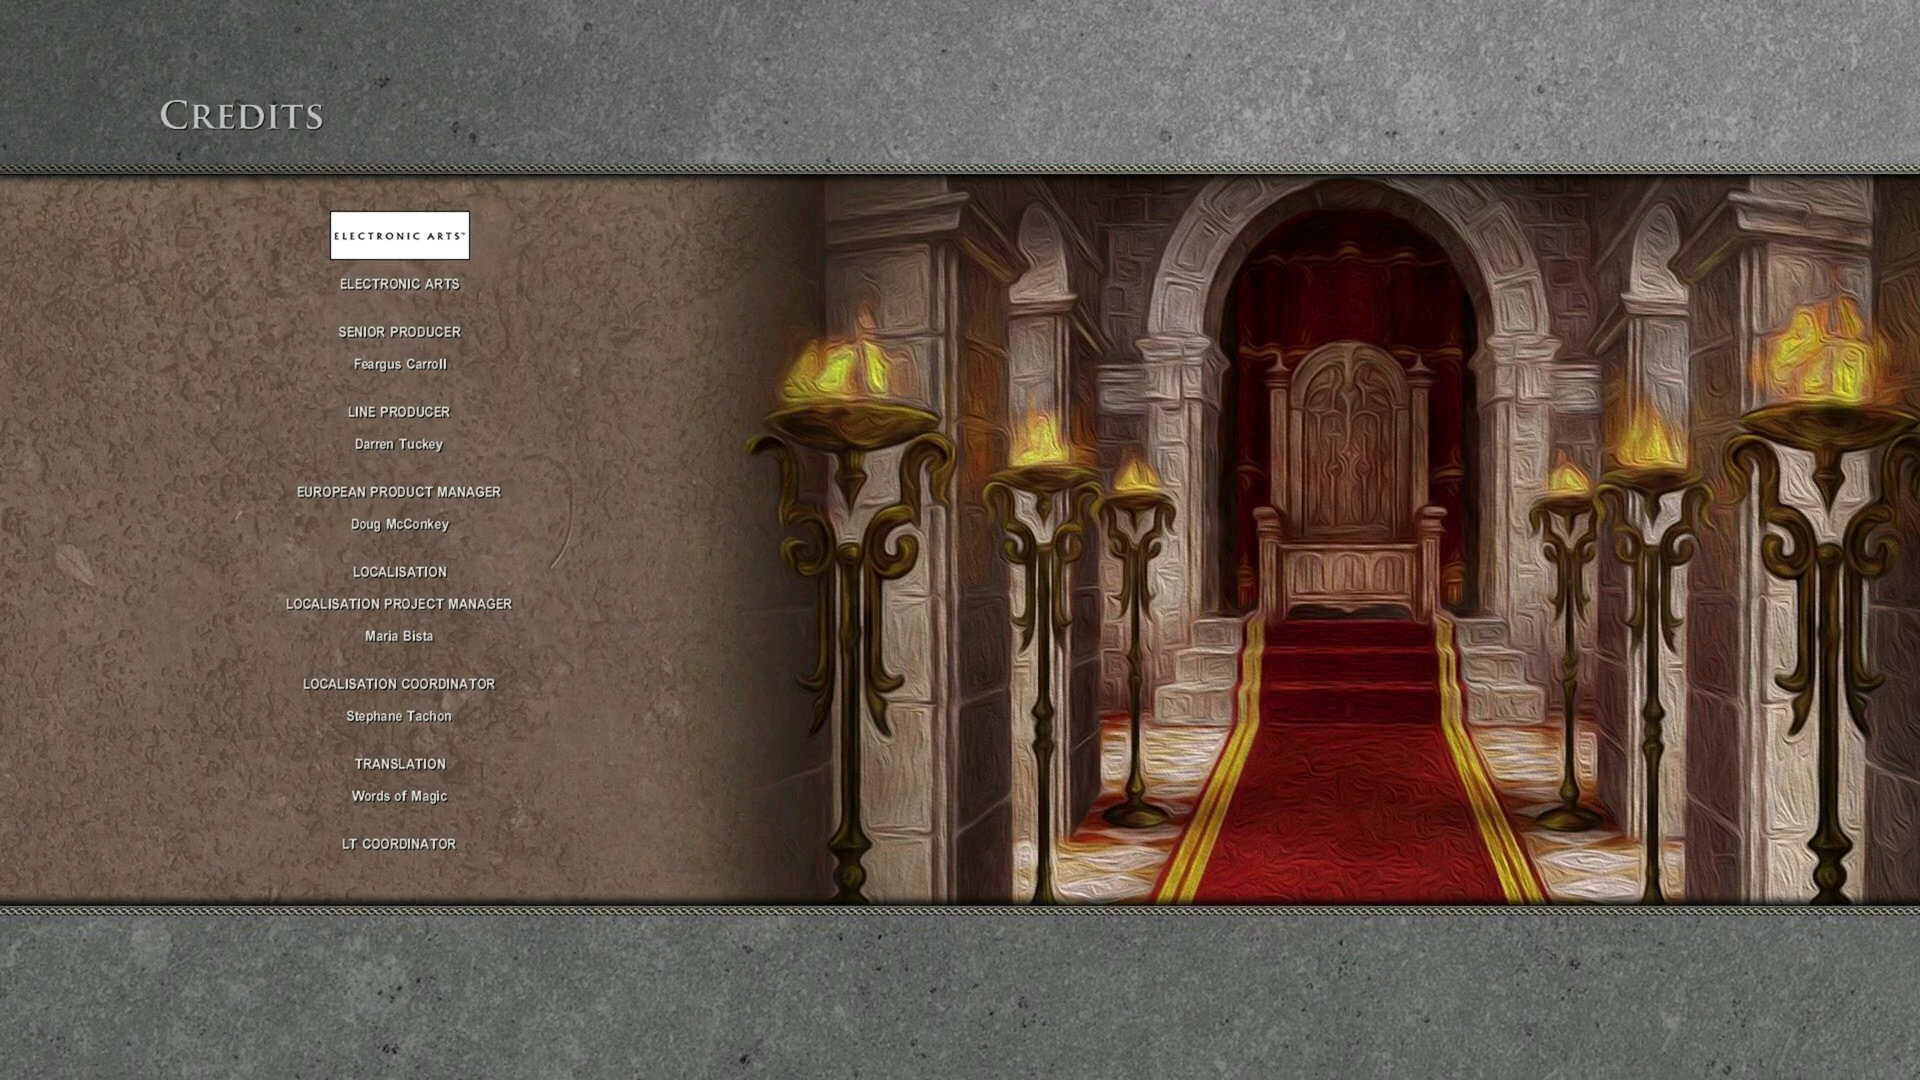 Credits
ELECTRONIC ARTS™
ELECTRONIC ARTS
SENIOR PRODUCER
Feargus Carroll
LINE PRODUCER
Darren Tuckey
EUROPEAN PRODUCT MANAGER
Doug McConkey
LOCALISATION
LOCALISATION PROJECT MANAGER
Maria Bista
LOCALISATION COORDINATOR
Stephane Tachon
TRANSLATION
Words of Magic
LT COORDINATOR